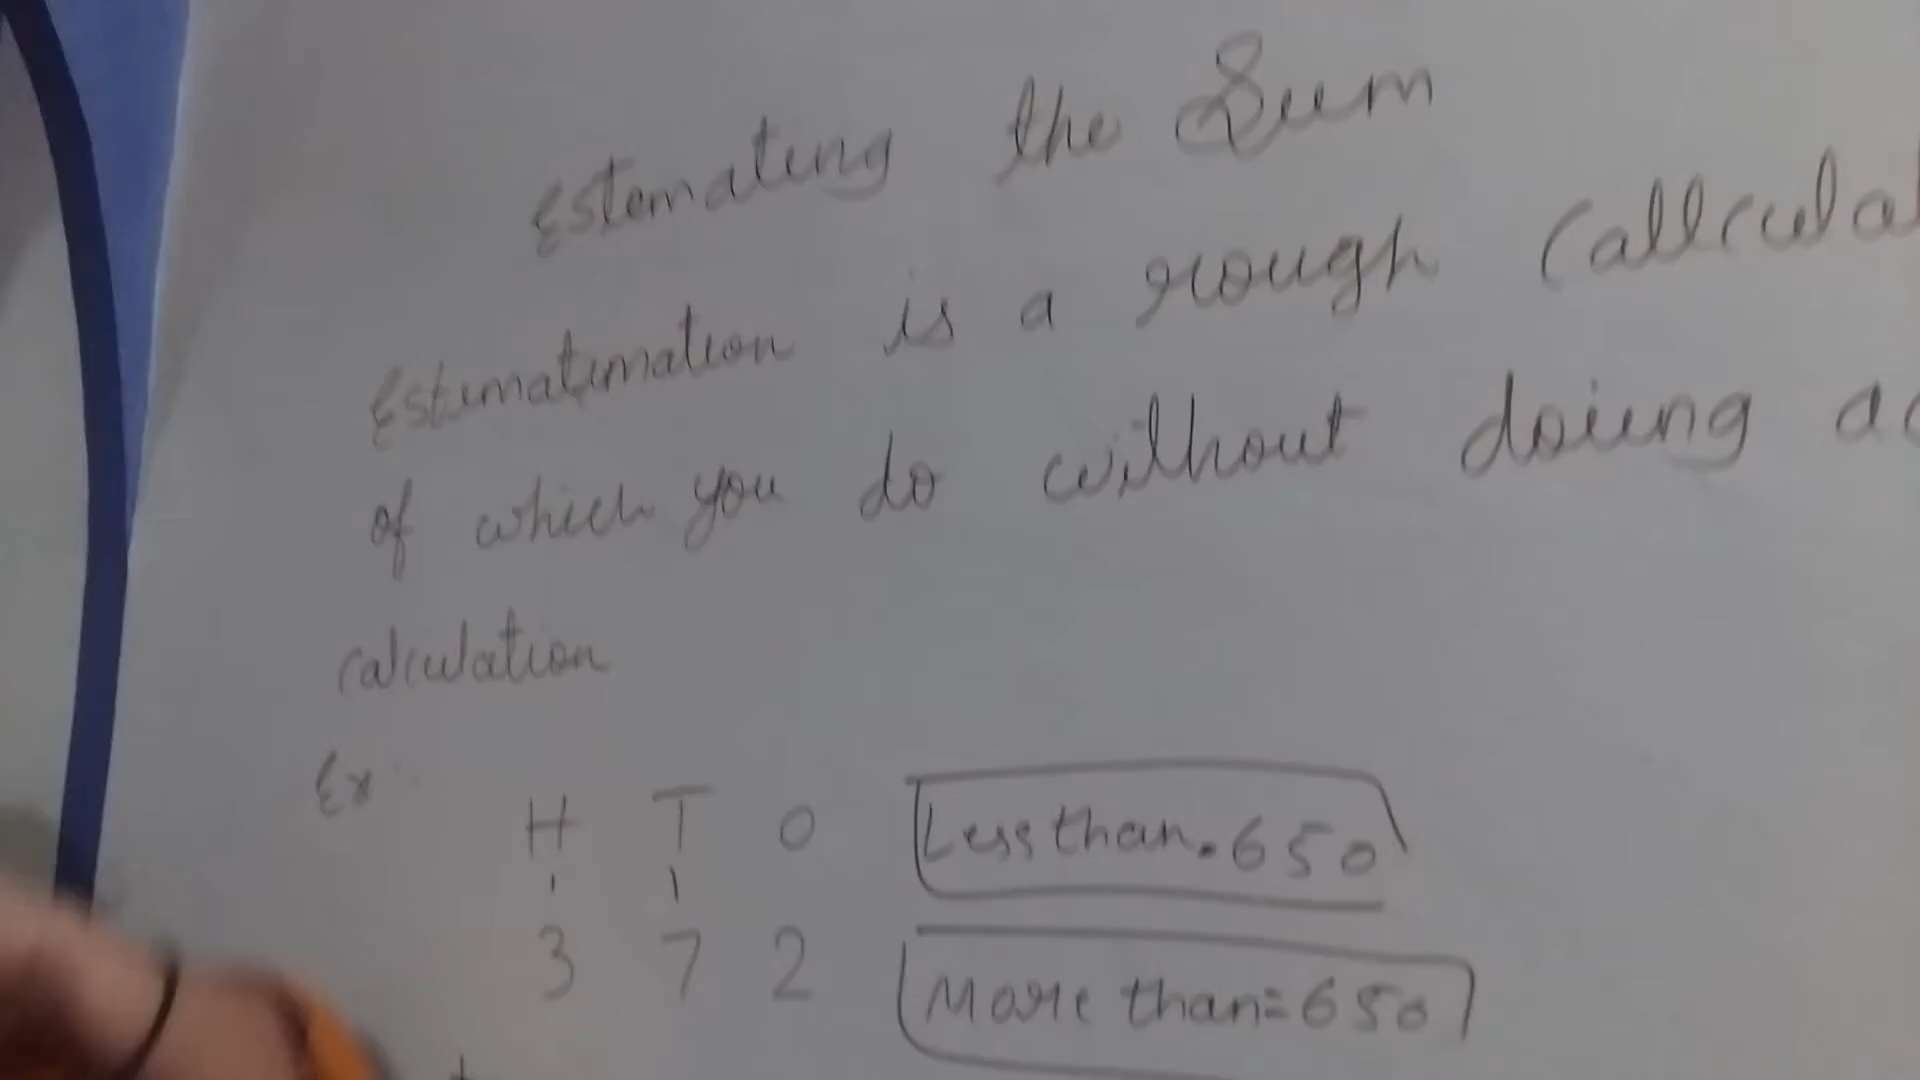 Estemating the Sum
Estimatimation is a rough
of which you do without doiing
calculation
Ex:
H T O
Less than. 650
3 7 2
More than= 650